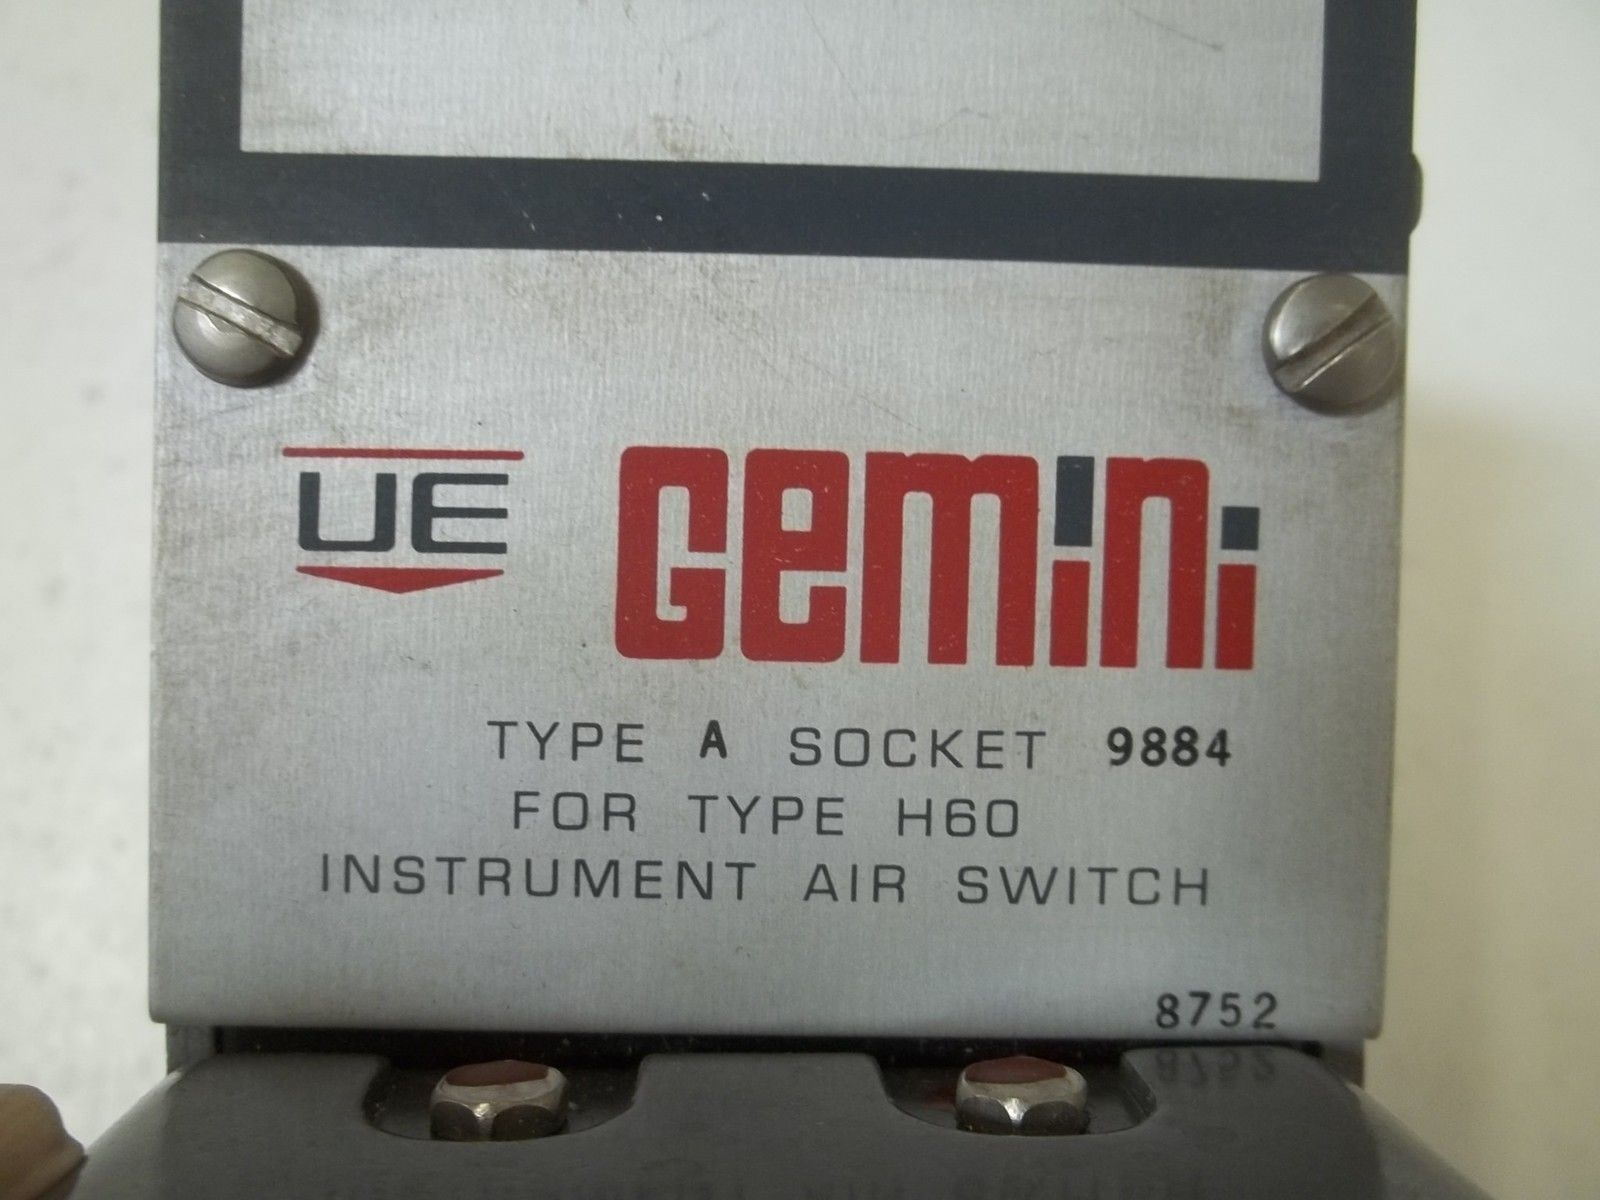 UE Gemini
TYPE A SOCKET 9884
FOR TYPE H60
INSTRUMENT AIR SWITCH
8752